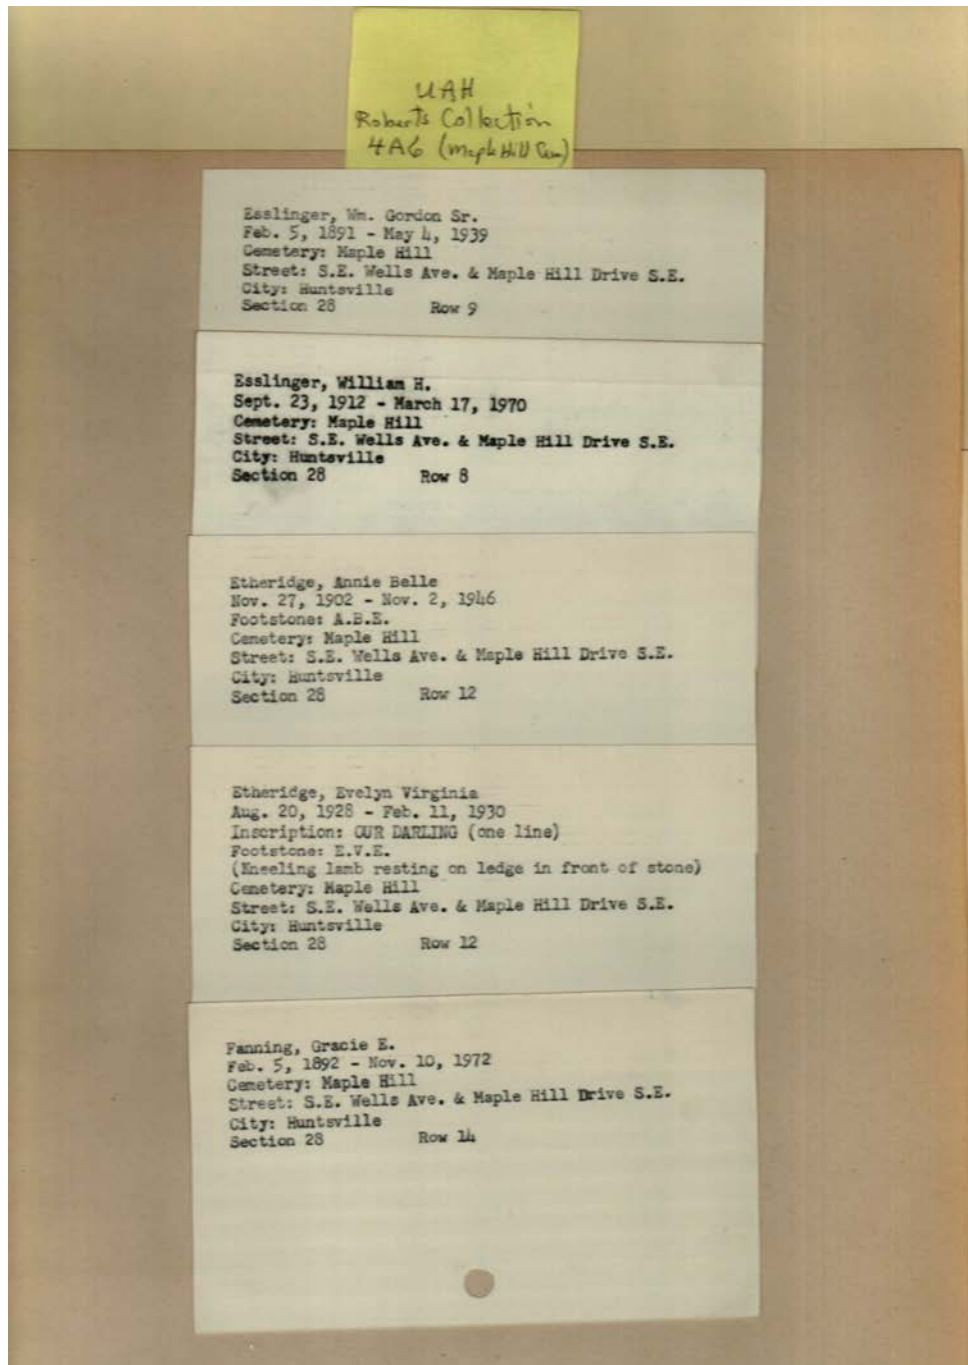 UAH
Roberts Collection
4A6 (Maple Hill Cem)
Esslinger, Wm. Gordon Sr.
Feb. 5, 1891 - May 4, 1939
Cemetery: Maple Hill
Street: S.E. Wells Ave. & Maple Hill Drive S.E.
City: Huntsville
Section 28 Row 9
Esslinger, William H.
Sept. 23, 1912 - March 17, 1970
Cemetery: Maple Hill
Street: S.E. Wells Ave. & Maple Hill Drive S.E.
City: Huntsville
Section 28 Row 8
Etheridge, Annie Belle
Nov. 27, 1902 - Nov. 2, 1946
Footstone: A.B.E.
Cemetery: Maple Hill
Street: S.E. Wells Ave. & Maple Hill Drive S.E.
City: Huntsville
Section 28 Row 12
Etheridge, Evelyn Virginia
Aug. 20, 1928 - Feb. 11, 1930
Inscription: OUR DARLING (one line)
Footstone: E.V.E.
(Kneeling lamb resting on ledge in front of stone)
Cemetery: Maple Hill
Street: S.E. Wells Ave. & Maple Hill Drive S.E.
City: Huntsville
Section 28 Row 12
Fanning, Gracie E.
Feb. 5, 1892 - Nov. 10, 1972
Cemetery: Maple Hill
Street: S.E. Wells Ave. & Maple Hill Drive S.E.
City: Huntsville
Section 28 Row 14